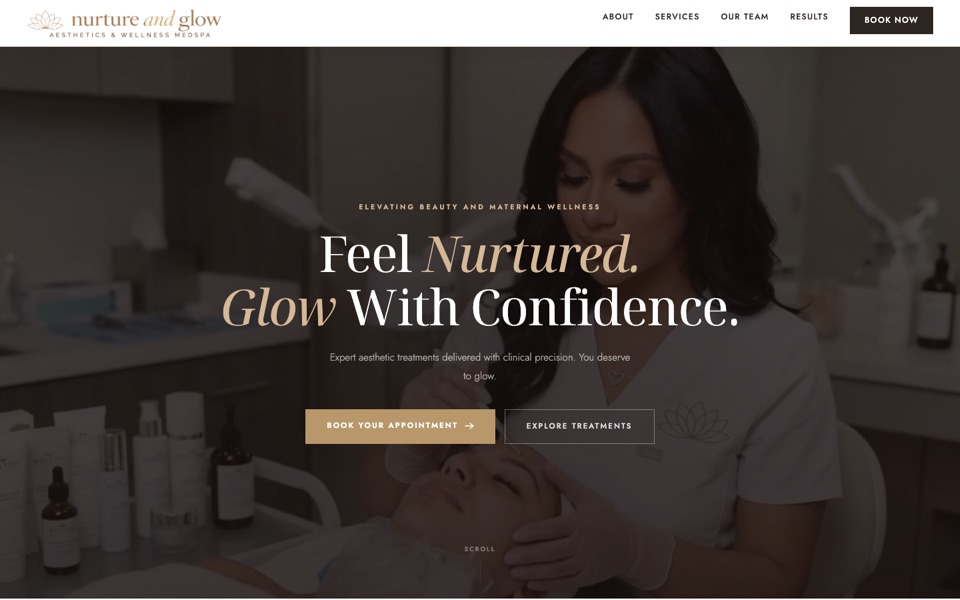 nurture and glow
AESTHETICS & WELLNESS MEDSPA
ABOUT
SERVICES
OUR TEAM
RESULTS
BOOK NOW
ELEVATING BEAUTY AND MATERNAL WELLNESS
Feel Nurtured.
Glow With Confidence.
Expert aesthetic treatments delivered with clinical precision. You deserve
to glow.
BOOK YOUR APPOINTMENT →
EXPLORE TREATMENTS
SCROLL